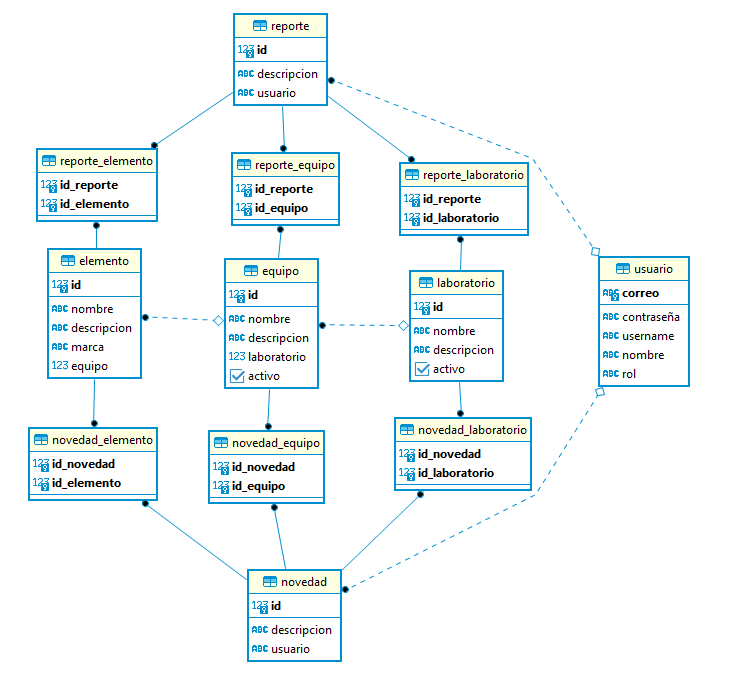 reporte
123 id
ABC descripcion
ABC usuario
reporte_elemento
123 id_reporte
123 id_elemento
reporte_equipo
123 id_reporte
123 id_equipo
reporte_laboratorio
123 id_reporte
123 id_laboratorio
elemento
123 id
ABC nombre
ABC descripcion
ABC marca
123 equipo
equipo
123 id
ABC nombre
ABC descripcion
123 laboratorio
activo
laboratorio
123 id
ABC nombre
ABC descripcion
activo
usuario
ABC correo
ABC contraseña
ABC username
ABC nombre
ABC rol
novedad_elemento
123 id_novedad
123 id_elemento
novedad_equipo
123 id_novedad
123 id_equipo
novedad_laboratorio
123 id_novedad
123 id_laboratorio
novedad
123 id
ABC descripcion
ABC usuario